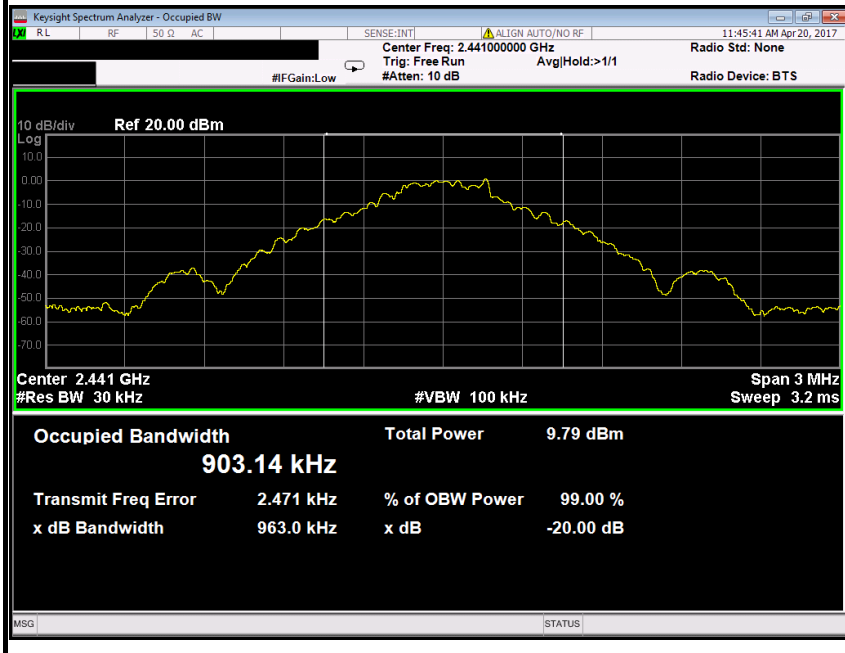 Keysight Spectrum Analyzer - Occupied BW
LXI RL RF 50 Ω AC SENSE:INT ALIGN AUTO/NO RF 11:45:41 AM Apr 20, 2017
Center Freq: 2.441000000 GHz Radio Std: None
Trig: Free Run Avg|Hold:>1/1
#IFGain:Low #Atten: 10 dB Radio Device: BTS
10 dB/div Ref 20.00 dBm
Log
10.0
0.00
-10.0
-20.0
-30.0
-40.0
-50.0
-60.0
-70.0
Center 2.441 GHz Span 3 MHz
#Res BW 30 kHz #VBW 100 kHz Sweep 3.2 ms
Occupied Bandwidth Total Power 9.79 dBm
903.14 kHz
Transmit Freq Error 2.471 kHz % of OBW Power 99.00 %
x dB Bandwidth 963.0 kHz x dB -20.00 dB
MSG STATUS